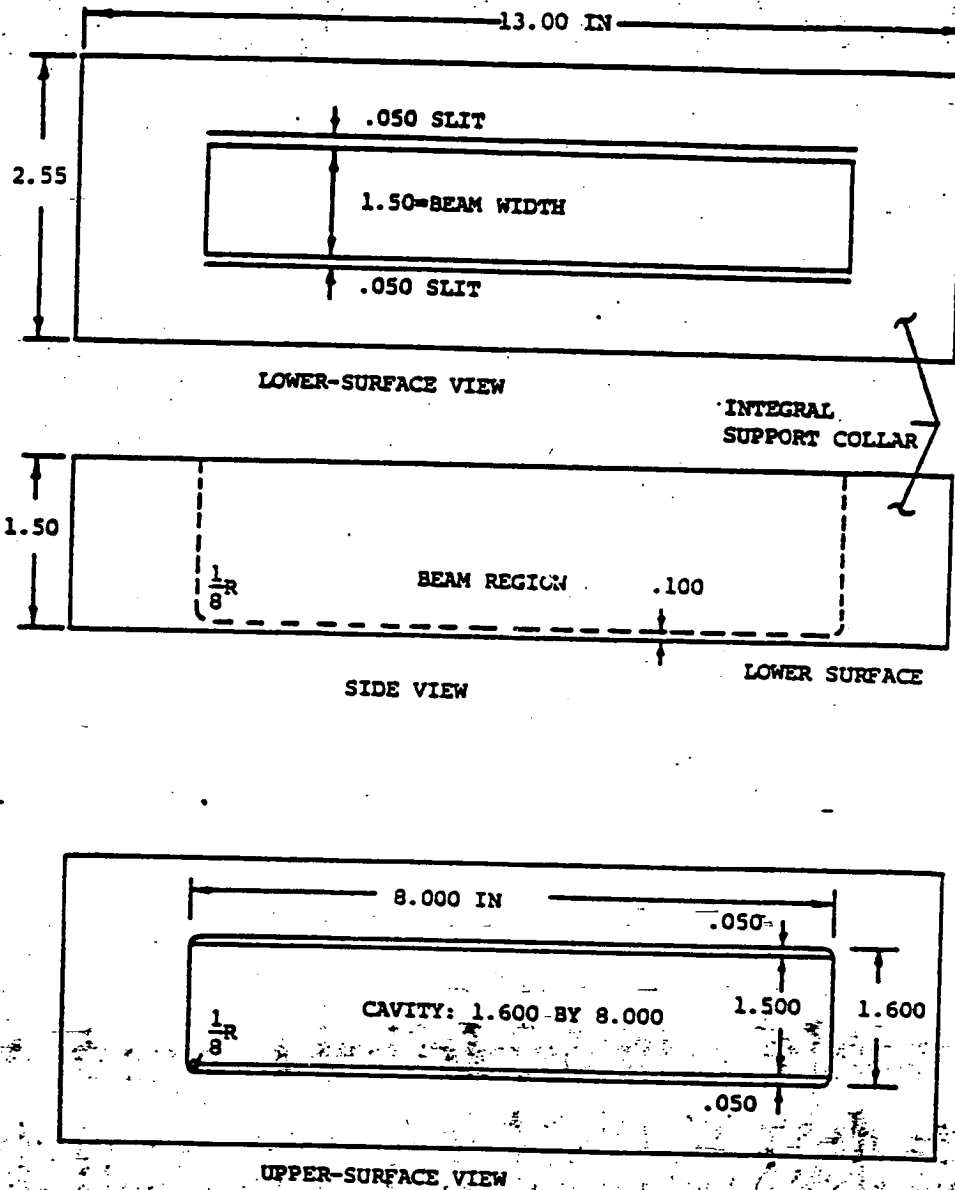 13.00 IN
.050 SLIT
2.55
1.50=BEAM WIDTH
.050 SLIT
LOWER-SURFACE VIEW
INTEGRAL
SUPPORT COLLAR
1.50
1/8R
BEAM REGION
.100
LOWER SURFACE
SIDE VIEW
8.000 IN
.050
CAVITY: 1.600 BY 8.000
1.500
1.600
1/8R
.050
UPPER-SURFACE VIEW